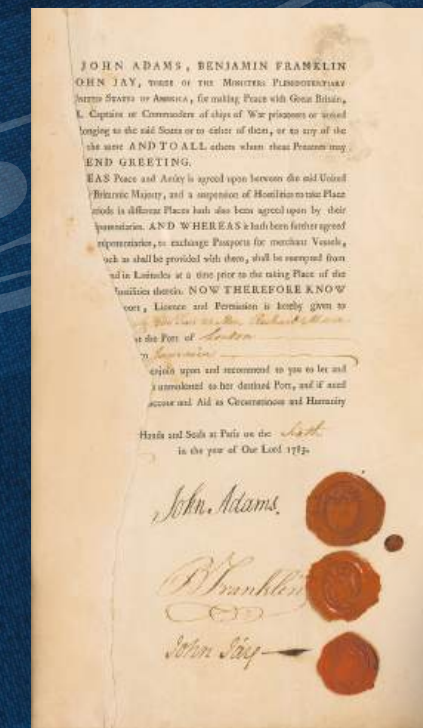 JOHN ADAMS, BENJAMIN FRANKLIN
OHN JAY, THREE OF THE MINISTERS PLENIPOTENTIARY
UNITED STATES OF AMERICA, for making Peace with Great Britain,
Captains or Commanders of ships of War privateers or armed
longing to the said States or to either of them, or to any of the
the same AND TO ALL others whom these Presents may
END GREETING.
EAS Peace and Amity is agreed upon between the said United
Britannic Majesty, and a suspension of Hostilities to take Place
eriods in different Places hath also been agreed upon by their
ipotentiaries. AND WHEREAS it hath been further agreed
nipotentiaries, to exchange Passports for merchant Vessels,
uch as shall be provided with them, shall be exempted from
in Latitudes at a time prior to the taking Place of the
Hostilities therein. NOW THEREFORE KNOW
port, Licence and Permission is hereby given to
at the Port of London
Jamaica
enjoin upon and recommend to you to let and
unmolested to her destined Port, and if need
uccour and Aid as Circumstances and Humanity
Hands and Seals at Paris on the Sixth
in the year of Our Lord 1783.
John Adams.
B Franklin
John Jay